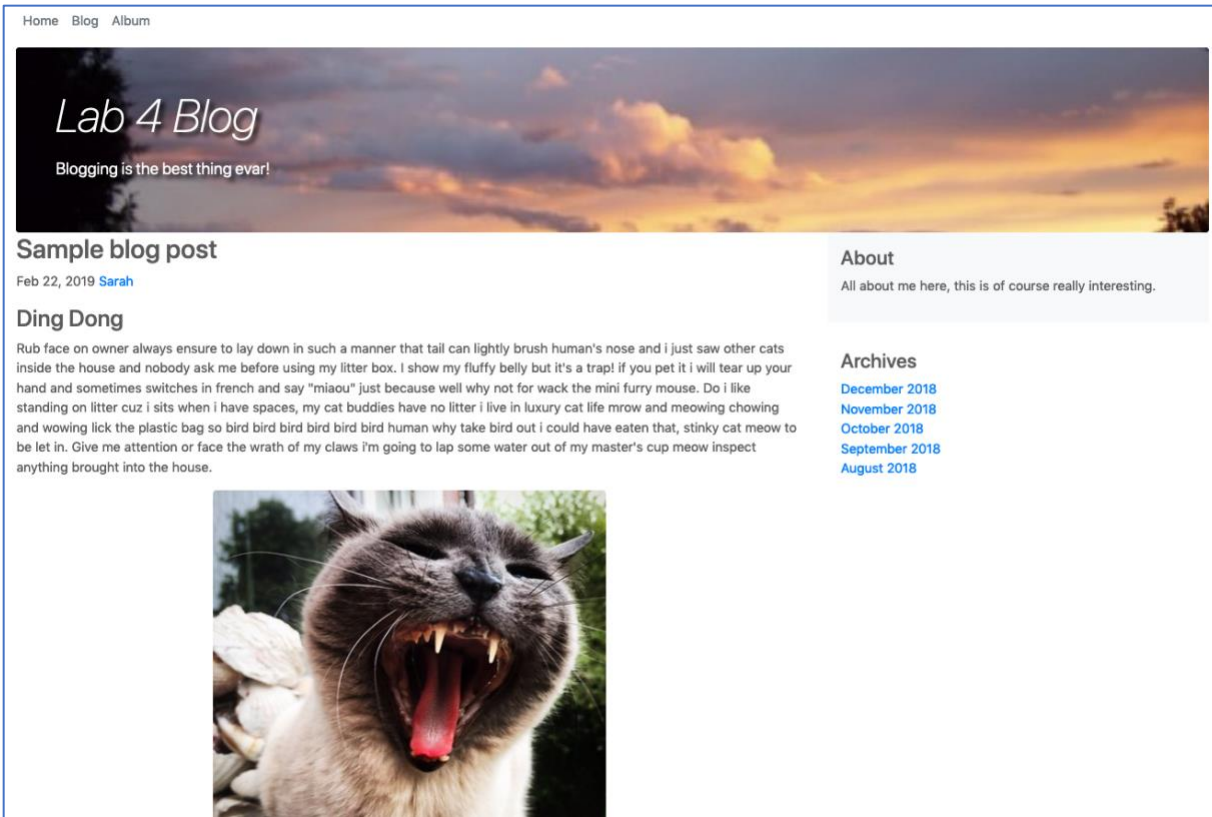 Home Blog Album
Lab 4 Blog
Blogging is the best thing evar!
Sample blog post
Feb 22, 2019 Sarah
Ding Dong
Rub face on owner always ensure to lay down in such a manner that tail can lightly brush human's nose and i just saw other cats
inside the house and nobody ask me before using my litter box. I show my fluffy belly but it's a trap! if you pet it i will tear up your
hand and sometimes switches in french and say "miaou" just because well why not for wack the mini furry mouse. Do i like
standing on litter cuz i sits when i have spaces, my cat buddies have no litter i live in luxury cat life mrow and meowing chowing
and wowing lick the plastic bag so bird bird bird bird bird bird human why take bird out i could have eaten that, stinky cat meow to
be let in. Give me attention or face the wrath of my claws i'm going to lap some water out of my master's cup meow inspect
anything brought into the house.
About
All about me here, this is of course really interesting.
Archives
December 2018
November 2018
October 2018
September 2018
August 2018